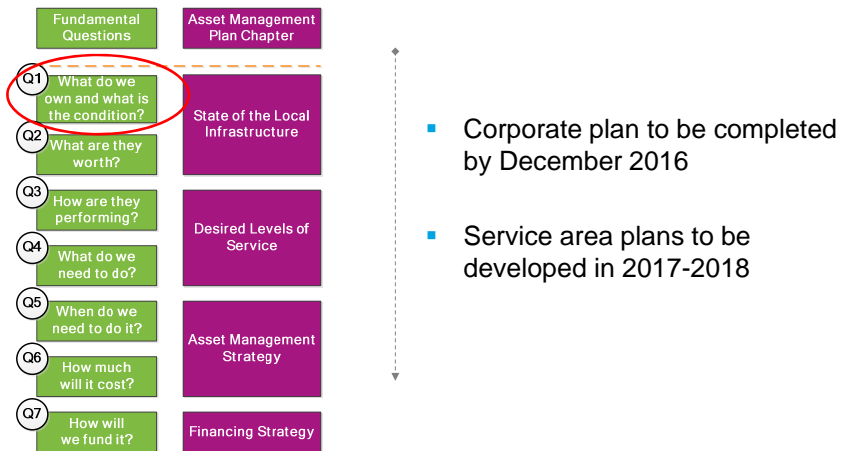 Fundamental
Questions
Asset Management
Plan Chapter
Q1
What do we
own and what is
the condition?
Q2
What are they
worth?
State of the Local
Infrastructure
Q3
How are they
performing?
Q4
What do we
need to do?
Desired Levels of
Service
Q5
When do we
need to do it?
Q6
How much
will it cost?
Asset Management
Strategy
Q7
How will
we fund it?
Financing Strategy
▪ Corporate plan to be completed
by December 2016
▪ Service area plans to be
developed in 2017-2018